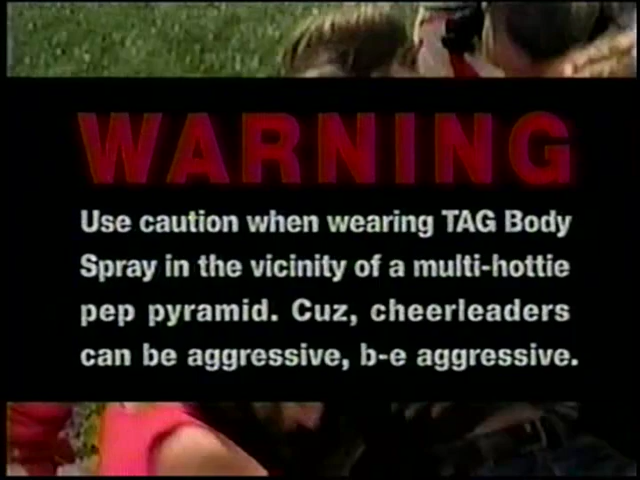 WARNING
Use caution when wearing TAG Body
Spray in the vicinity of a multi-hottie
pep pyramid. Cuz, cheerleaders
can be aggressive, b-e aggressive.